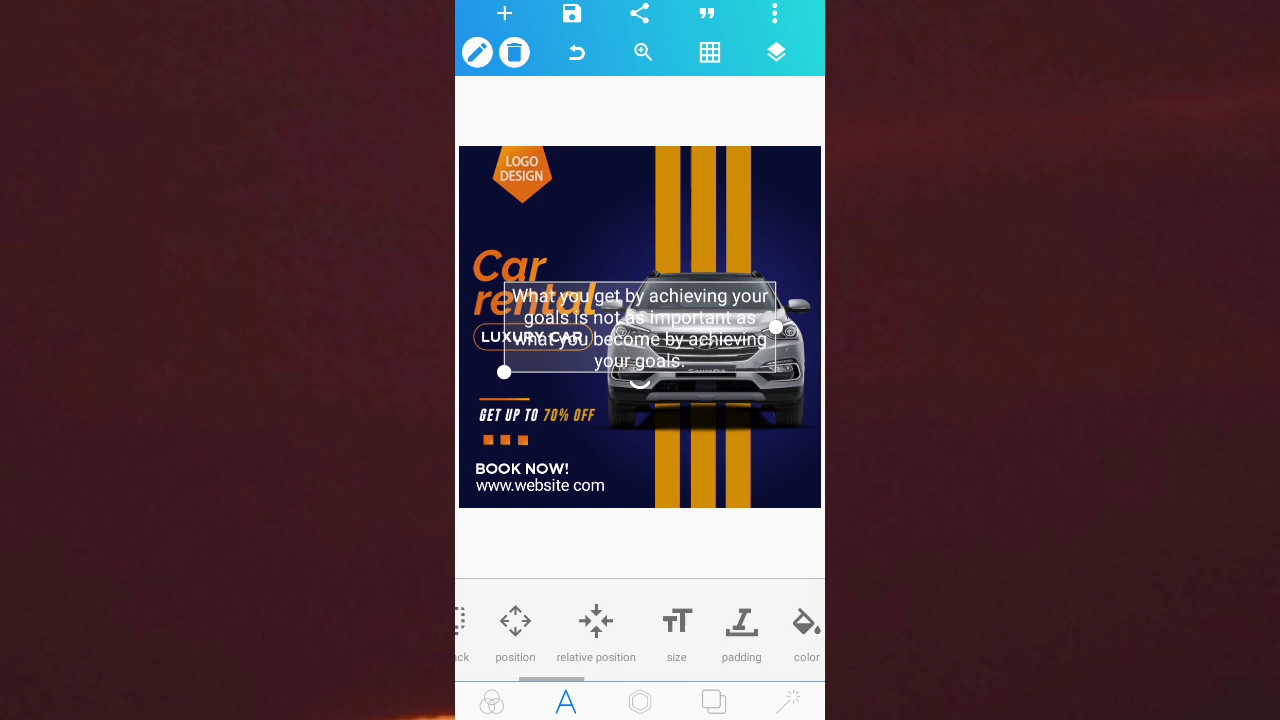 LOGO
DESIGN
Car
rental
What you get by achieving your
goals is not as important as
what you become by achieving
your goals.
LUXURY CAR
GET UP TO 70% OFF
BOOK NOW!
www.website com
ack
position
relative position
size
padding
color